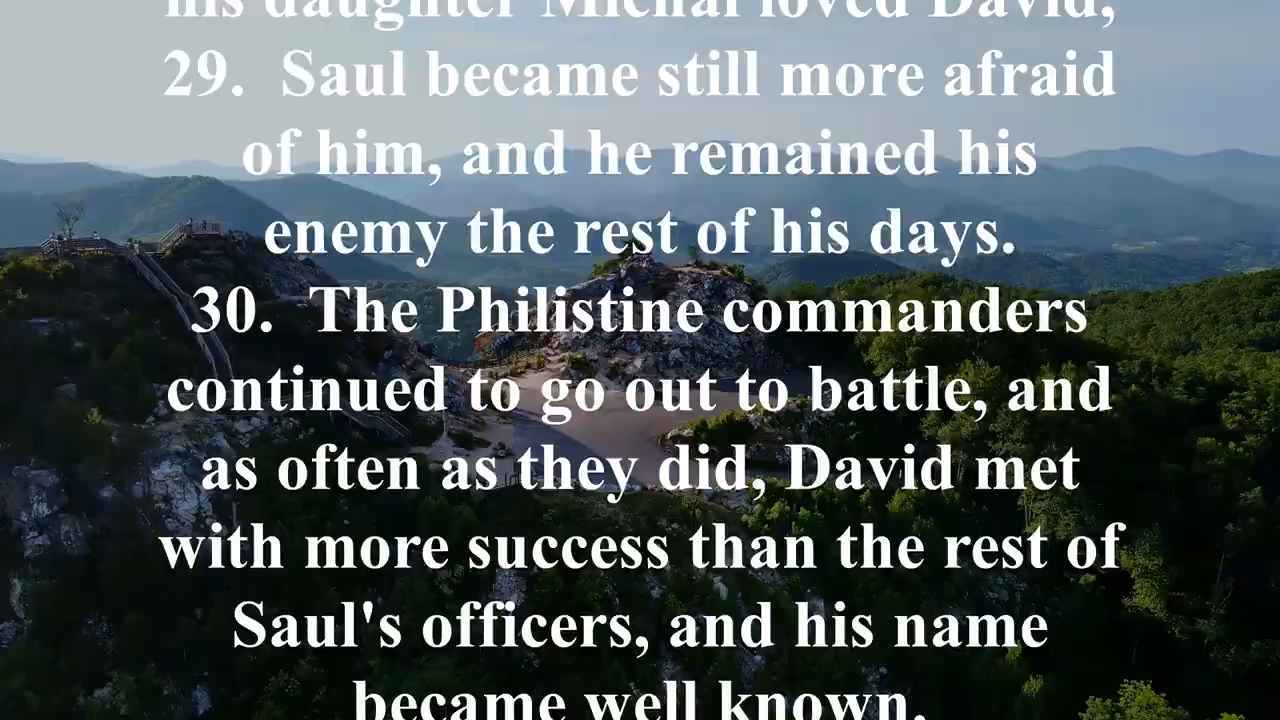 his daughter Michal loved David,
29.  Saul became still more afraid
of him, and he remained his
enemy the rest of his days.
30.  The Philistine commanders
continued to go out to battle, and
as often as they did, David met
with more success than the rest of
Saul's officers, and his name
became well known.